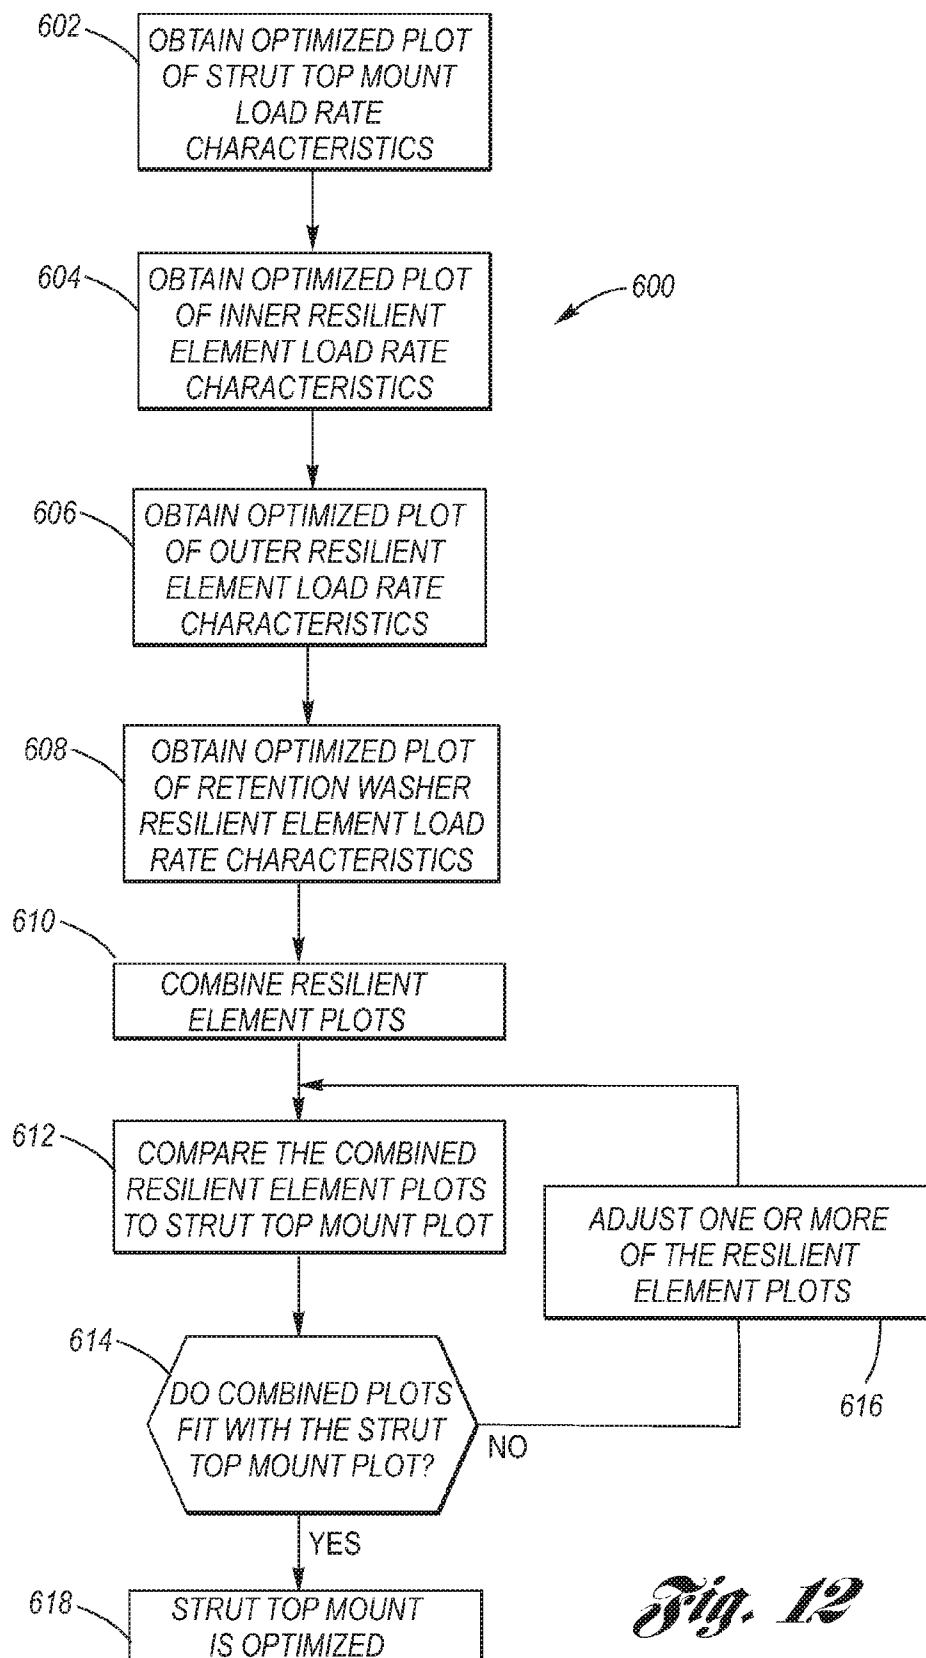 602
OBTAIN OPTIMIZED PLOT
OF STRUT TOP MOUNT
LOAD RATE
CHARACTERISTICS
604
OBTAIN OPTIMIZED PLOT
OF INNER RESILIENT
ELEMENT LOAD RATE
CHARACTERISTICS
600
606
OBTAIN OPTIMIZED PLOT
OF OUTER RESILIENT
ELEMENT LOAD RATE
CHARACTERISTICS
608
OBTAIN OPTIMIZED PLOT
OF RETENTION WASHER
RESILIENT ELEMENT LOAD
RATE CHARACTERISTICS
610
COMBINE RESILIENT
ELEMENT PLOTS
612
COMPARE THE COMBINED
RESILIENT ELEMENT PLOTS
TO STRUT TOP MOUNT PLOT
ADJUST ONE OR MORE
OF THE RESILIENT
ELEMENT PLOTS
616
614
DO COMBINED PLOTS
FIT WITH THE STRUT
TOP MOUNT PLOT?
NO
YES
618
STRUT TOP MOUNT
IS OPTIMIZED
Fig. 12